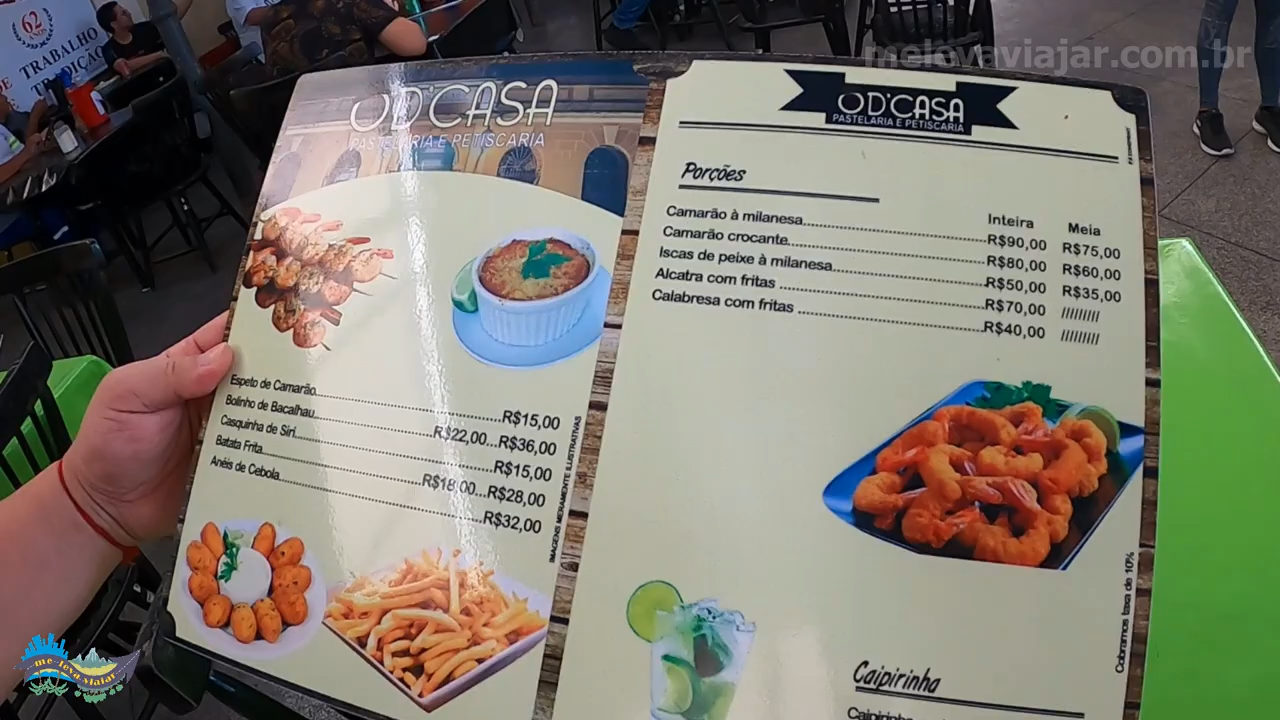 melevaviajar.com.br
62
ANOS
TRABALHO
TRADIÇÃO
Ó D'CASA
PASTELARIA E PETISCARIA
Espeto de Camarão...R$15,00
Bolinho de Bacalhau...R$22,00...R$36,00
Casquinha de Siri...R$15,00
Batata Frita...R$18,00...R$28,00
Anéis de Cebola...R$32,00
IMAGENS MERAMENTE ILUSTRATIVAS
Ó D'CASA
PASTELARIA E PETISCARIA
Porções
Inteira Meia
Camarão à milanesa...R$90,00 R$75,00
Camarão crocante...R$80,00 R$60,00
Iscas de peixe à milanesa...R$50,00 R$35,00
Alcatra com fritas...R$70,00 ////////
Calabresa com fritas...R$40,00 ////////
Cobramos taxa de 10%
Caipirinha
me leva viajar